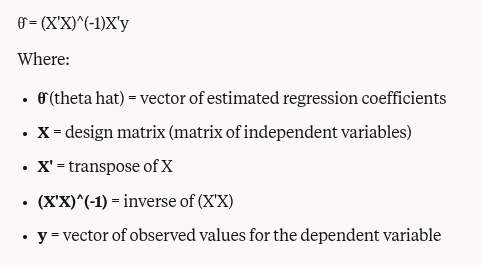 θ̂ = (X'X)^(-1)X'y
Where:
• θ̂ (theta hat) = vector of estimated regression coefficients
• X = design matrix (matrix of independent variables)
• X' = transpose of X
• (X'X)^(-1) = inverse of (X'X)
• y = vector of observed values for the dependent variable